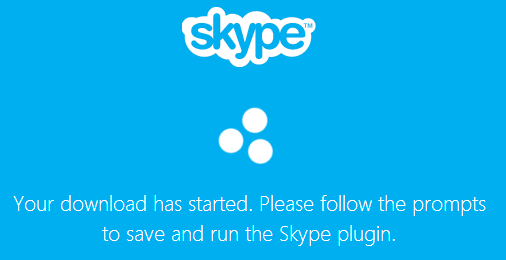 skype™
Your download has started. Please follow the prompts
to save and run the Skype plugin.